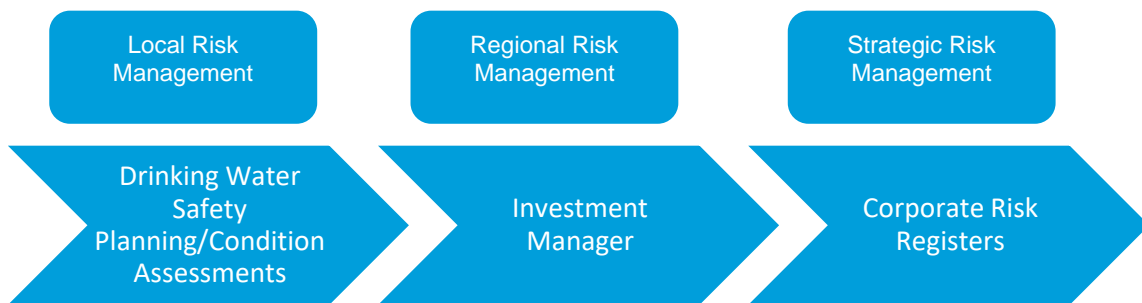 Local Risk
Management
Regional Risk
Management
Strategic Risk
Management
Drinking Water
Safety
Planning/Condition
Assessments
Investment
Manager
Corporate Risk
Registers